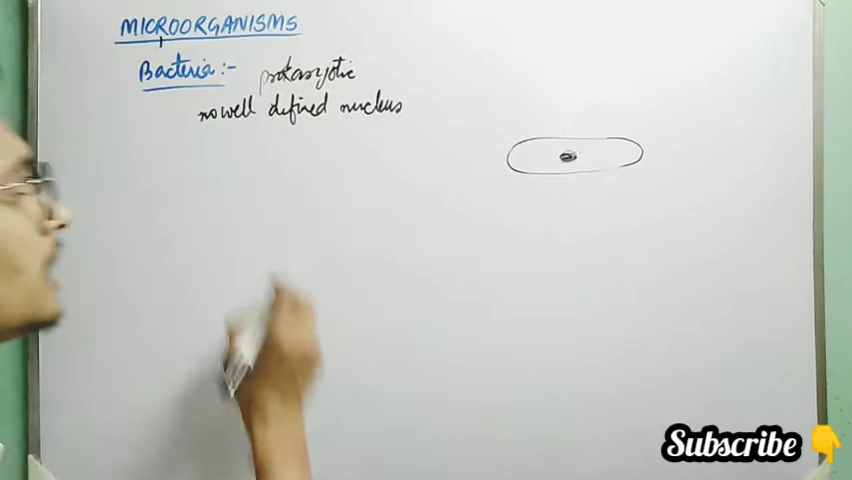 MICROORGANISMS
Bacteria :- prokaryotic
no well defined nucleus
Subscribe 👇